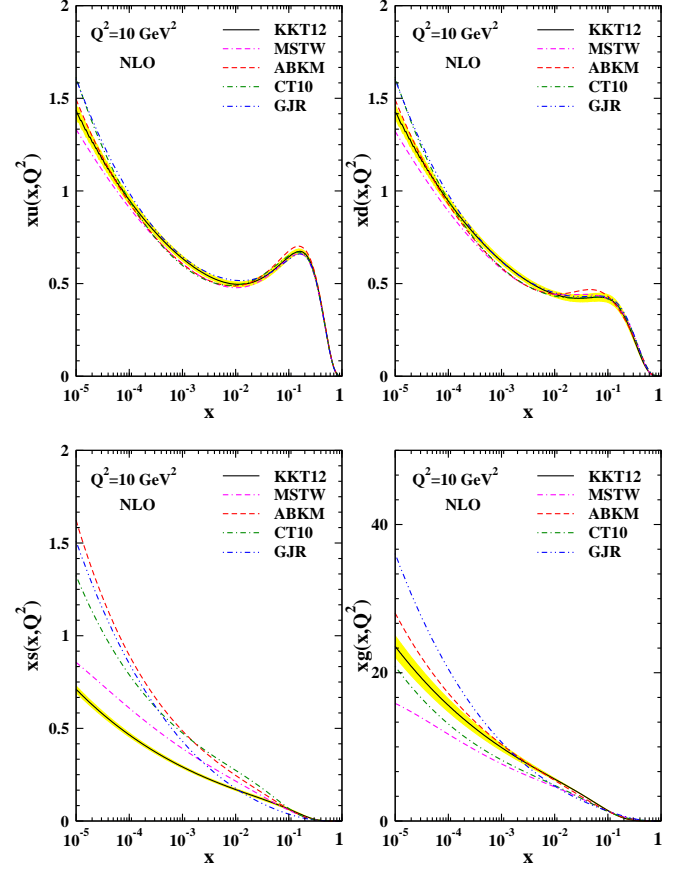 2
Q²=10 GeV²
NLO
KKT12
MSTW
ABKM
CT10
GJR
1.5
1
0.5
0
xu(x,Q²)
10⁻⁵ 10⁻⁴ 10⁻³ 10⁻² 10⁻¹ 1
x
2
Q²=10 GeV²
NLO
KKT12
MSTW
ABKM
CT10
GJR
1.5
1
0.5
0
xd(x,Q²)
10⁻⁵ 10⁻⁴ 10⁻³ 10⁻² 10⁻¹ 1
x
2
Q²=10 GeV²
NLO
KKT12
MSTW
ABKM
CT10
GJR
1.5
1
0.5
0
xs(x,Q²)
10⁻⁵ 10⁻⁴ 10⁻³ 10⁻² 10⁻¹ 1
x
Q²=10 GeV²
NLO
KKT12
MSTW
ABKM
CT10
GJR
40
20
0
xg(x,Q²)
10⁻⁵ 10⁻⁴ 10⁻³ 10⁻² 10⁻¹ 1
x